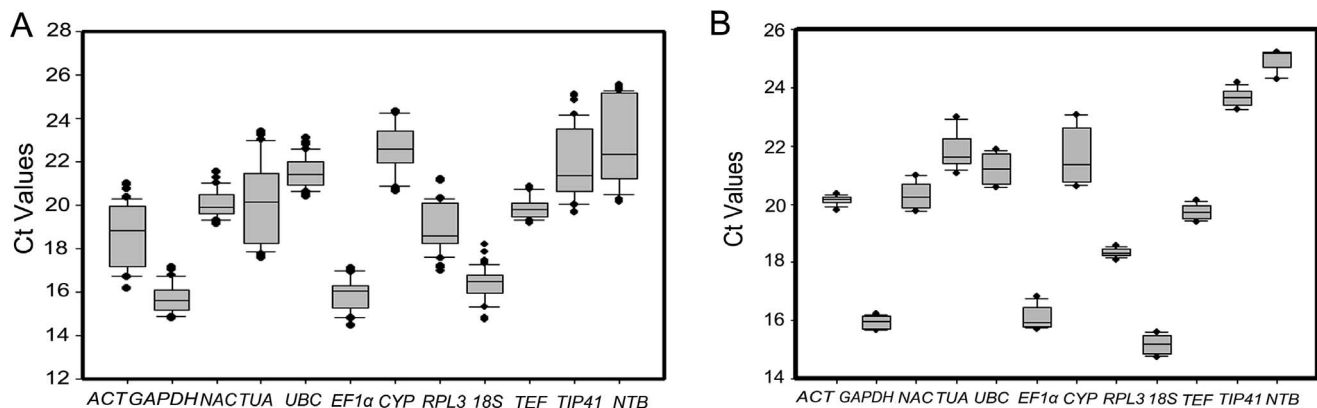 A
B
Ct Values
28
26
24
22
20
18
16
14
12
ACT GAPDH NAC TUA UBC EF1α CYP RPL3 18S TEF TIP41 NTB
Ct Values
26
24
22
20
18
16
14
ACT GAPDH NAC TUA UBC EF1α CYP RPL3 18S TEF TIP41 NTB